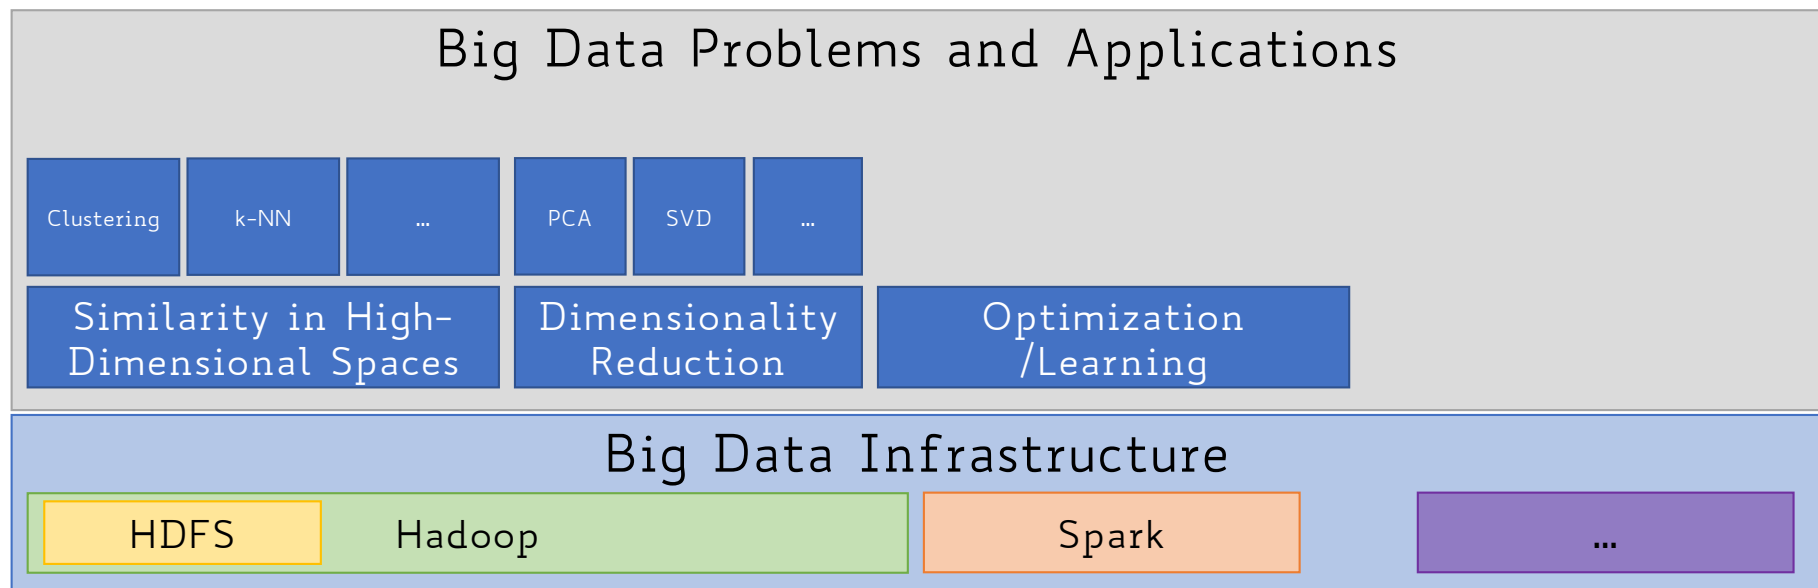 Big Data Problems and Applications
Clustering
k-NN
...
PCA
SVD
...
Similarity in High-
Dimensional Spaces
Dimensionality
Reduction
Optimization
/Learning
Big Data Infrastructure
HDFS
Hadoop
Spark
...